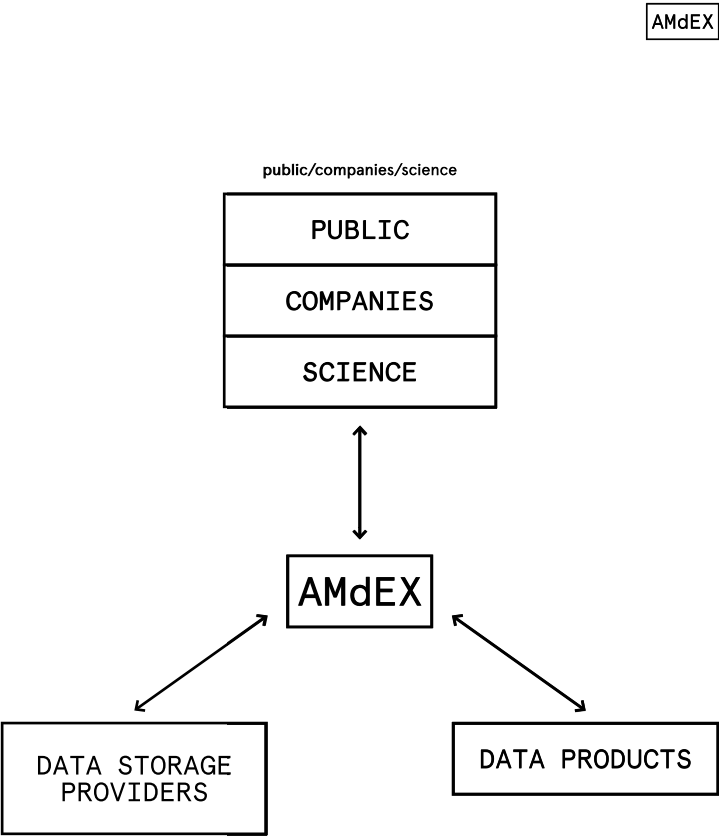 AMdEX
public/companies/science
PUBLIC
COMPANIES
SCIENCE
AMdEX
DATA STORAGE
PROVIDERS
DATA PRODUCTS